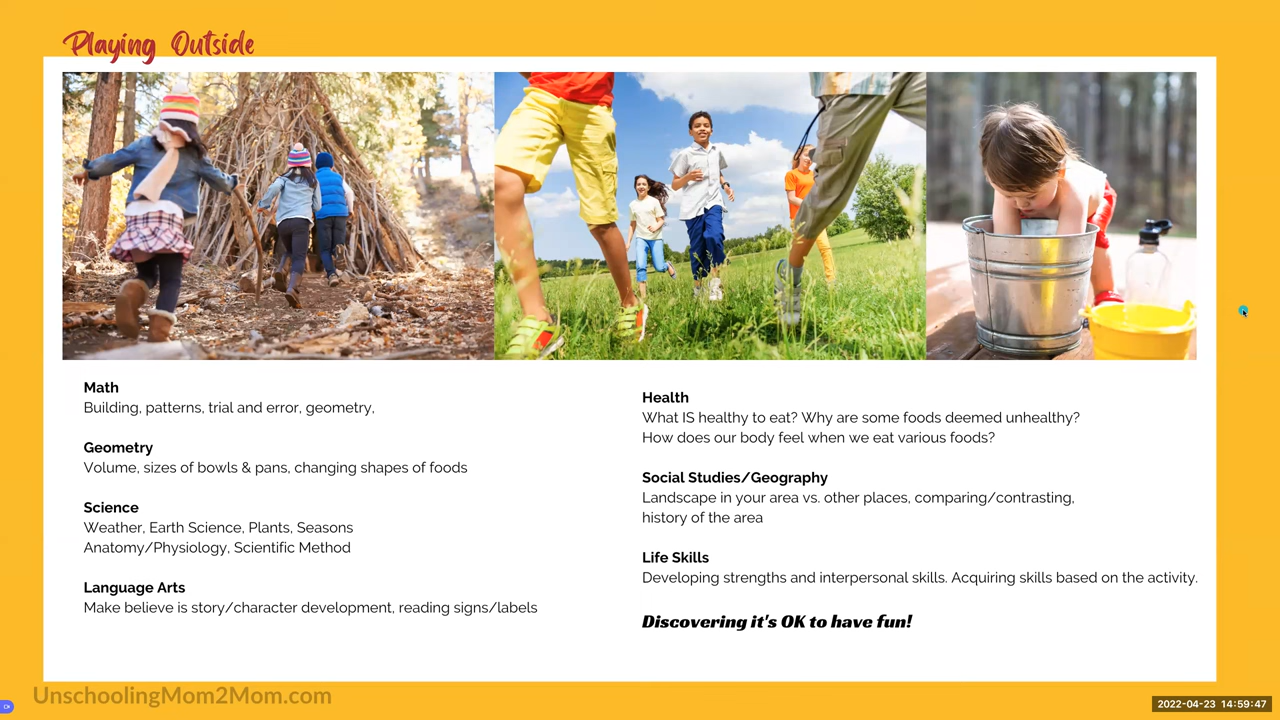 Playing Outside
Math
Building, patterns, trial and error, geometry,
Geometry
Volume, sizes of bowls & pans, changing shapes of foods
Science
Weather, Earth Science, Plants, Seasons
Anatomy/Physiology, Scientific Method
Language Arts
Make believe is story/character development, reading signs/labels
Health
What IS healthy to eat? Why are some foods deemed unhealthy?
How does our body feel when we eat various foods?
Social Studies/Geography
Landscape in your area vs. other places, comparing/contrasting,
history of the area
Life Skills
Developing strengths and interpersonal skills. Acquiring skills based on the activity.
Discovering it's OK to have fun!
UnschoolingMom2Mom.com
2022-04-23 14:59:47